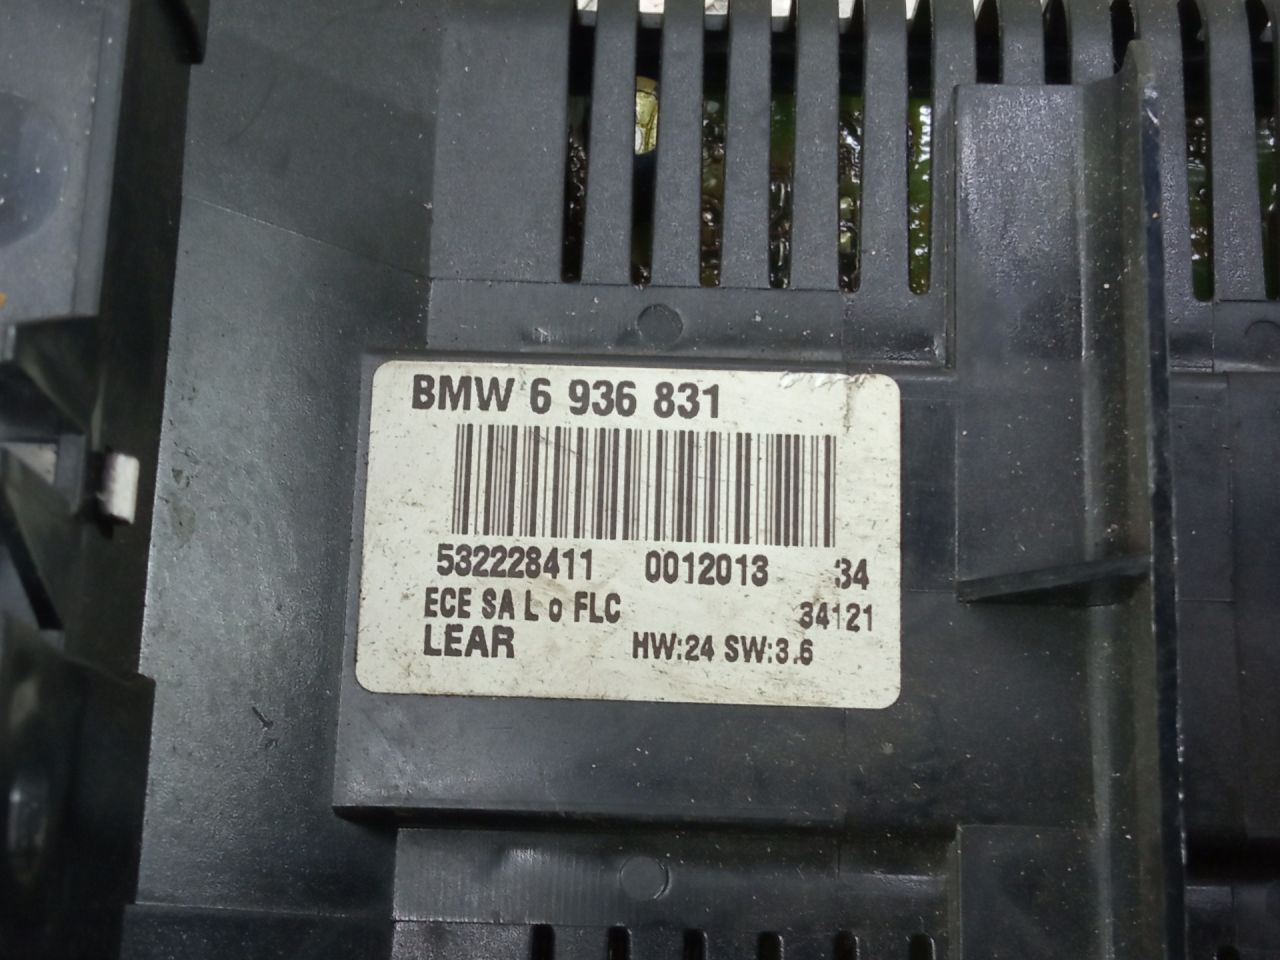 BMW 6 936 831
532228411 0012013 34
ECE SA L o FLC 34121
LEAR HW:24 SW:3.6